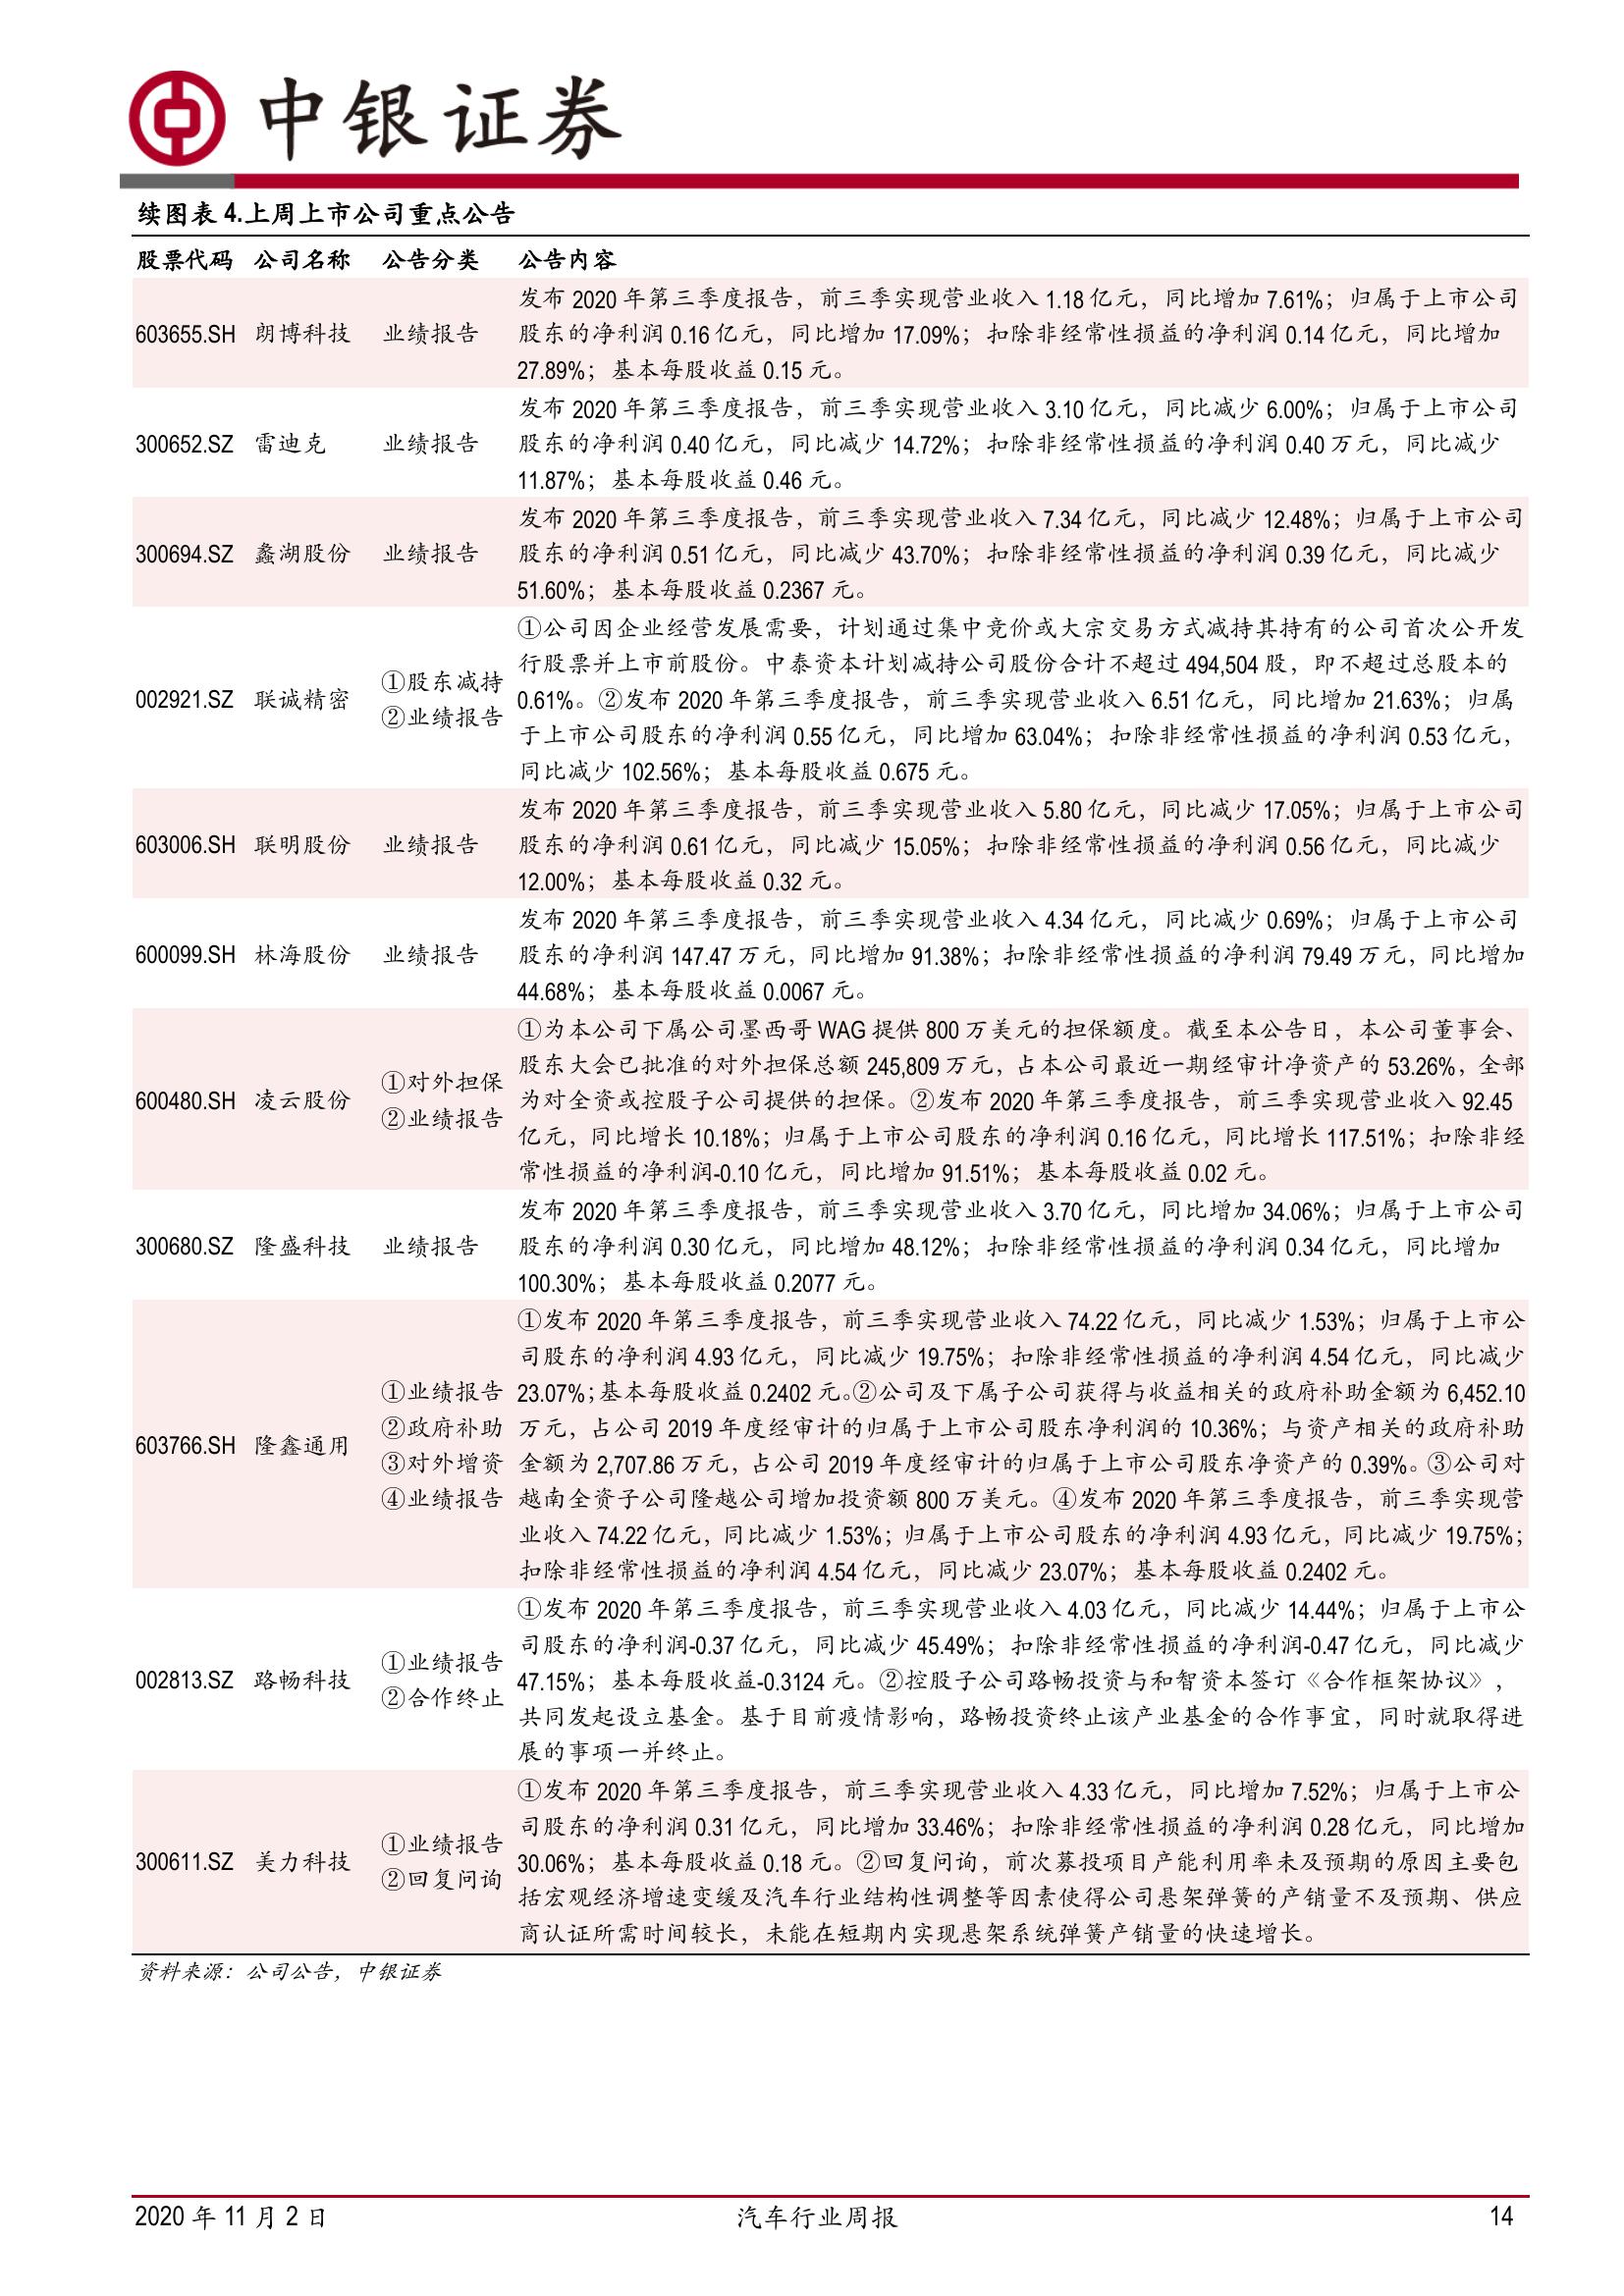 中银证券
续图表 4.上周上市公司重点公告
股票代码 公司名称 公告分类 公告内容
603655.SH 朗博科技 业绩报告
发布 2020 年第三季度报告，前三季实现营业收入 1.18 亿元，同比增加 7.61%；归属于上市公司
股东的净利润 0.16 亿元，同比增加 17.09%；扣除非经常性损益的净利润 0.14 亿元，同比增加
27.89%；基本每股收益 0.15 元。
300652.SZ 雷迪克 业绩报告
发布 2020 年第三季度报告，前三季实现营业收入 3.10 亿元，同比减少 6.00%；归属于上市公司
股东的净利润 0.40 亿元，同比减少 14.72%；扣除非经常性损益的净利润 0.40 万元，同比减少
11.87%；基本每股收益 0.46 元。
300694.SZ 蠡湖股份 业绩报告
发布 2020 年第三季度报告，前三季实现营业收入 7.34 亿元，同比减少 12.48%；归属于上市公司
股东的净利润 0.51 亿元，同比减少 43.70%；扣除非经常性损益的净利润 0.39 亿元，同比减少
51.60%；基本每股收益 0.2367 元。
002921.SZ 联诚精密
①股东减持
②业绩报告
①公司因企业经营发展需要，计划通过集中竞价或大宗交易方式减持其持有的公司首次公开发
行股票并上市前股份。中泰资本计划减持公司股份合计不超过 494,504 股，即不超过总股本的
0.61%。②发布 2020 年第三季度报告，前三季实现营业收入 6.51 亿元，同比增加 21.63%；归属
于上市公司股东的净利润 0.55 亿元，同比增加 63.04%；扣除非经常性损益的净利润 0.53 亿元，
同比减少 102.56%；基本每股收益 0.675 元。
603006.SH 联明股份 业绩报告
发布 2020 年第三季度报告，前三季实现营业收入 5.80 亿元，同比减少 17.05%；归属于上市公司
股东的净利润 0.61 亿元，同比减少 15.05%；扣除非经常性损益的净利润 0.56 亿元，同比减少
12.00%；基本每股收益 0.32 元。
600099.SH 林海股份 业绩报告
发布 2020 年第三季度报告，前三季实现营业收入 4.34 亿元，同比减少 0.69%；归属于上市公司
股东的净利润 147.47 万元，同比增加 91.38%；扣除非经常性损益的净利润 79.49 万元，同比增加
44.68%；基本每股收益 0.0067 元。
600480.SH 凌云股份
①对外担保
②业绩报告
①为本公司下属公司墨西哥 WAG 提供 800 万美元的担保额度。截至本公告日，本公司董事会、
股东大会已批准的对外担保总额 245,809 万元，占本公司最近一期经审计净资产的 53.26%，全部
为对全资或控股子公司提供的担保。②发布 2020 年第三季度报告，前三季实现营业收入 92.45
亿元，同比增长 10.18%；归属于上市公司股东的净利润 0.16 亿元，同比增长 117.51%；扣除非经
常性损益的净利润-0.10 亿元，同比增加 91.51%；基本每股收益 0.02 元。
300680.SZ 隆盛科技 业绩报告
发布 2020 年第三季度报告，前三季实现营业收入 3.70 亿元，同比增加 34.06%；归属于上市公司
股东的净利润 0.30 亿元，同比增加 48.12%；扣除非经常性损益的净利润 0.34 亿元，同比增加
100.30%；基本每股收益 0.2077 元。
603766.SH 隆鑫通用
①业绩报告
②政府补助
③对外增资
④业绩报告
①发布 2020 年第三季度报告，前三季实现营业收入 74.22 亿元，同比减少 1.53%；归属于上市公
司股东的净利润 4.93 亿元，同比减少 19.75%；扣除非经常性损益的净利润 4.54 亿元，同比减少
23.07%；基本每股收益 0.2402 元。②公司及下属子公司获得与收益相关的政府补助金额为 6,452.10
万元，占公司 2019 年度经审计的归属于上市公司股东净利润的 10.36%；与资产相关的政府补助
金额为 2,707.86 万元，占公司 2019 年度经审计的归属于上市公司股东净资产的 0.39%。③公司对
越南全资子公司隆越公司增加投资额 800 万美元。④发布 2020 年第三季度报告，前三季实现营
业收入 74.22 亿元，同比减少 1.53%；归属于上市公司股东的净利润 4.93 亿元，同比减少 19.75%；
扣除非经常性损益的净利润 4.54 亿元，同比减少 23.07%；基本每股收益 0.2402 元。
002813.SZ 路畅科技
①业绩报告
②合作终止
①发布 2020 年第三季度报告，前三季实现营业收入 4.03 亿元，同比减少 14.44%；归属于上市公
司股东的净利润-0.37 亿元，同比减少 45.49%；扣除非经常性损益的净利润-0.47 亿元，同比减少
47.15%；基本每股收益-0.3124 元。②控股子公司路畅投资与和智资本签订《合作框架协议》，
共同发起设立基金。基于目前疫情影响，路畅投资终止该产业基金的合作事宜，同时就取得进
展的事项一并终止。
300611.SZ 美力科技
①业绩报告
②回复问询
①发布 2020 年第三季度报告，前三季实现营业收入 4.33 亿元，同比增加 7.52%；归属于上市公
司股东的净利润 0.31 亿元，同比增加 33.46%；扣除非经常性损益的净利润 0.28 亿元，同比增加
30.06%；基本每股收益 0.18 元。②回复问询，前次募投项目产能利用率未及预期的原因主要包
括宏观经济增速变缓及汽车行业结构性调整等因素使得公司悬架弹簧的产销量不及预期、供应
商认证所需时间较长，未能在短期内实现悬架系统弹簧产销量的快速增长。
资料来源：公司公告，中银证券
2020 年 11 月 2 日 汽车行业周报 14